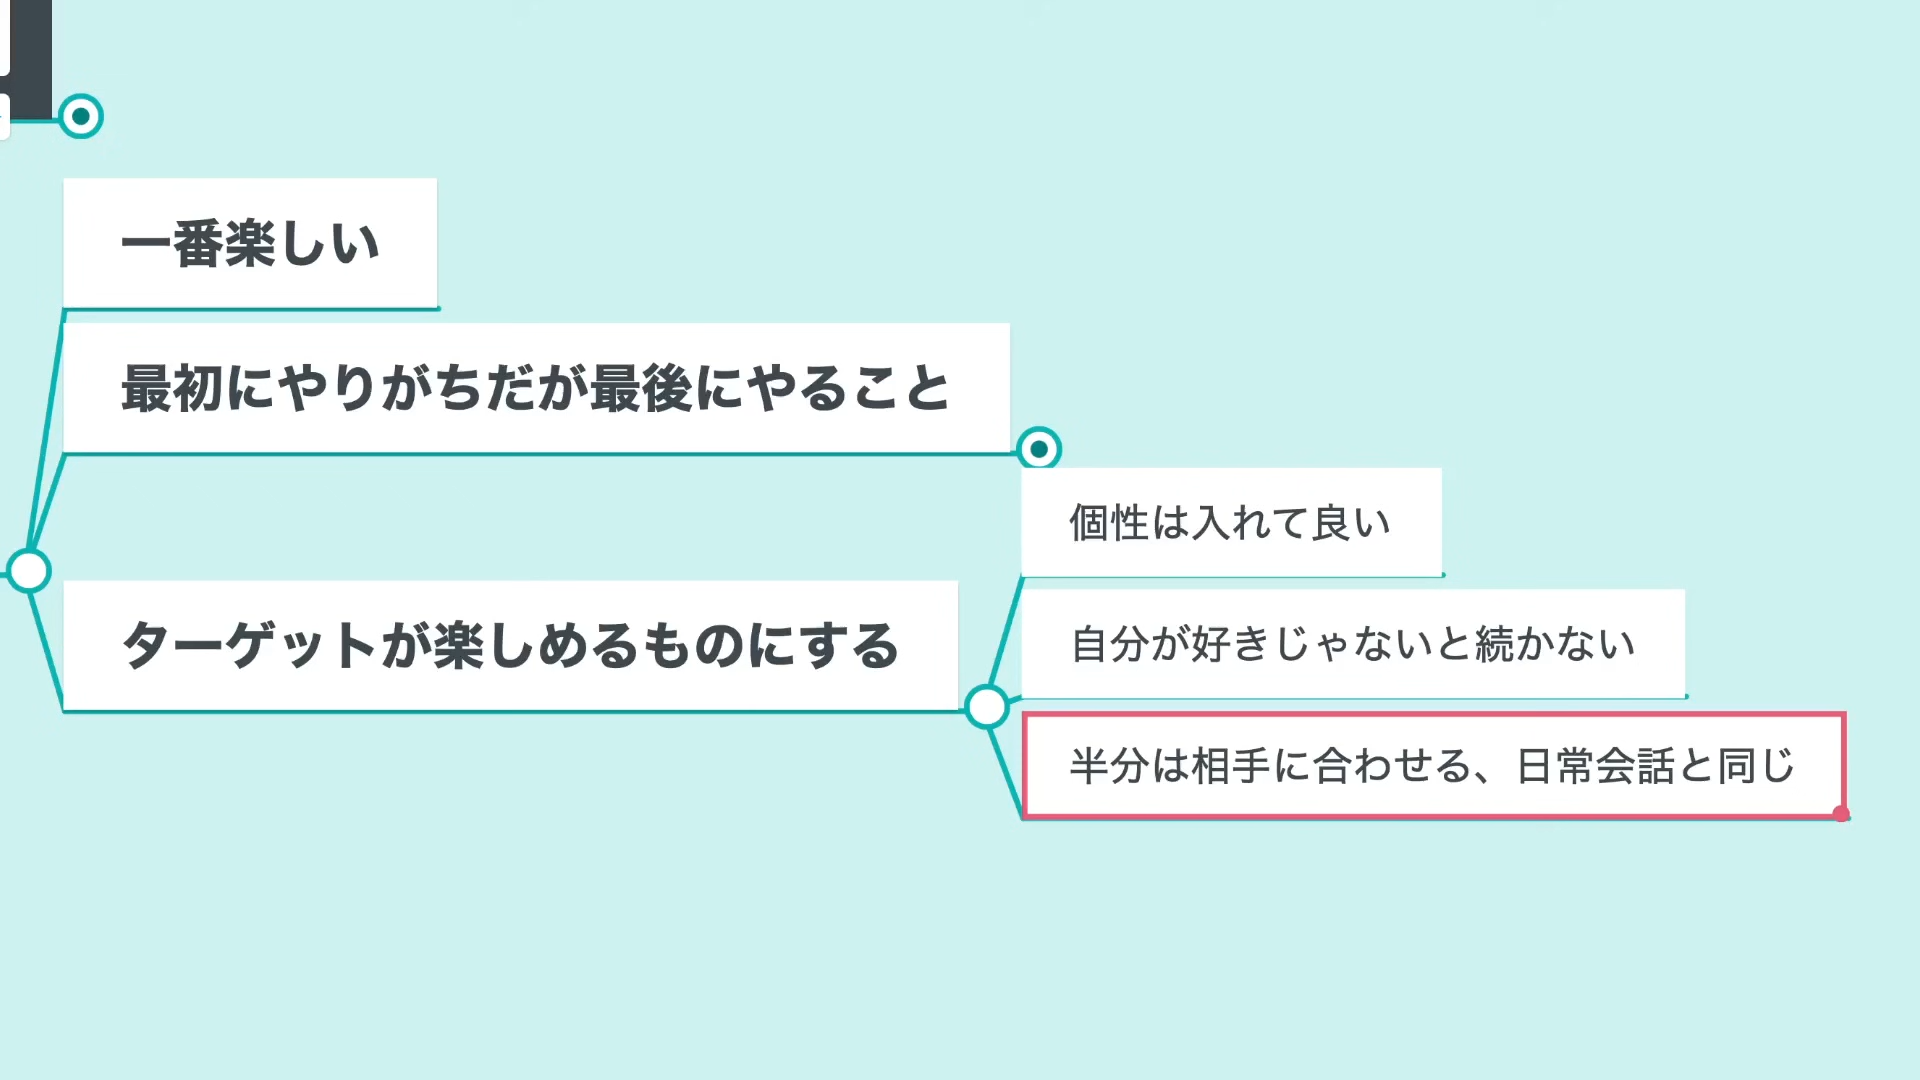 一番楽しい
最初にやりがちだが最後にやること
ターゲットが楽しめるものにする
個性は入れて良い
自分が好きじゃないと続かない
半分は相手に合わせる、日常会話と同じ